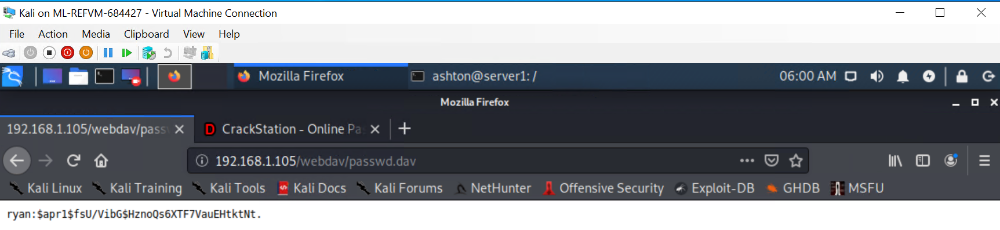 Kali on ML-REFVM-684427 - Virtual Machine Connection
File Action Media Clipboard View Help
Mozilla Firefox ashton@server1: / 06:00 AM
Mozilla Firefox
192.168.1.105/webdav/pass CrackStation - Online Pa
192.168.1.105/webdav/passwd.dav
Kali Linux Kali Training Kali Tools Kali Docs Kali Forums NetHunter Offensive Security Exploit-DB GHDB MSFU
ryan:$apr1$fsU/VibG$HznoQs6XTF7VauEHtktNt.